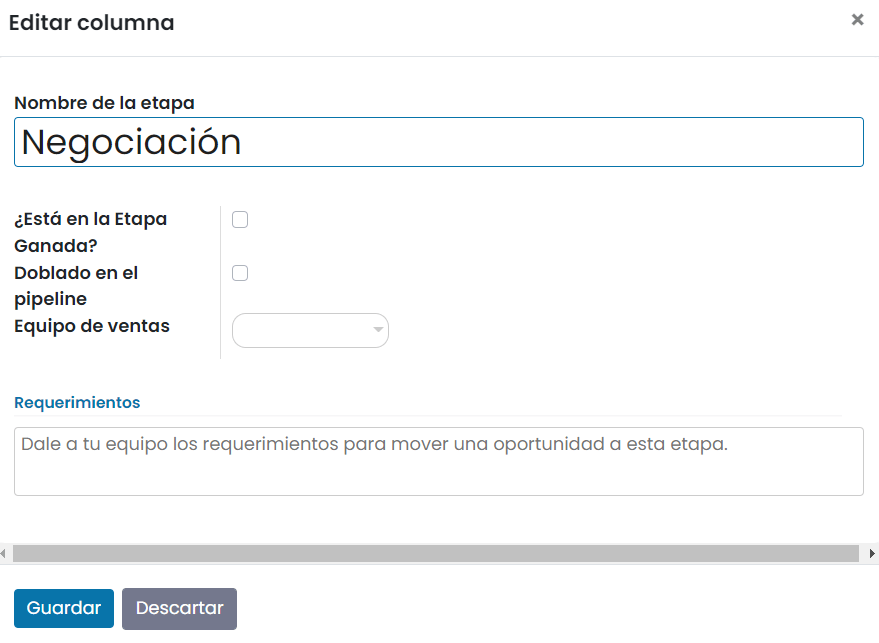 Editar columna
Nombre de la etapa
Negociación
¿Está en la Etapa
Ganada?
Doblado en el
pipeline
Equipo de ventas
Requerimientos
Dale a tu equipo los requerimientos para mover una oportunidad a esta etapa.
Guardar Descartar